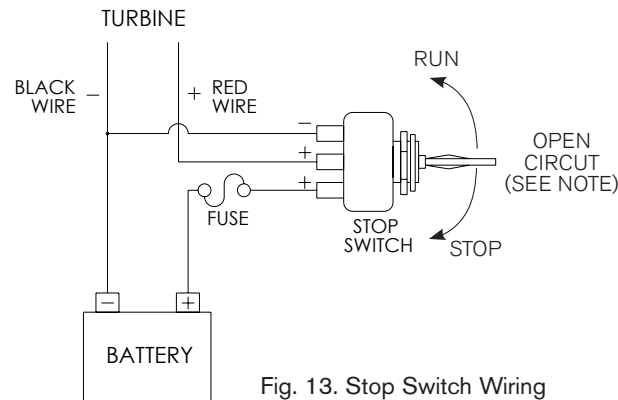 TURBINE
BLACK
WIRE
−
+
RED
WIRE
−
+
+
RUN
OPEN
CIRCUT
(SEE NOTE)
FUSE
STOP
SWITCH
STOP
−
+
BATTERY
Fig. 13. Stop Switch Wiring